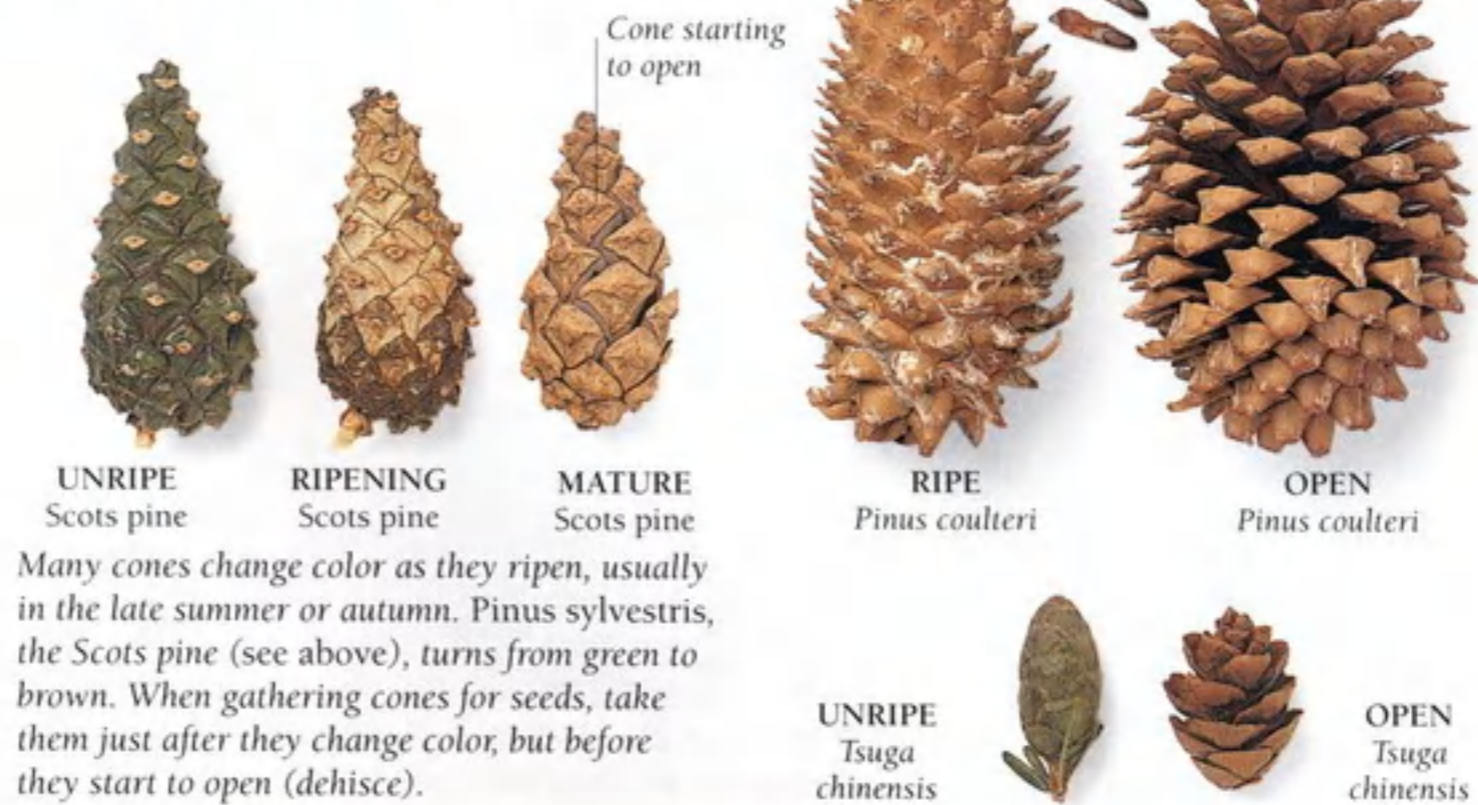 Cone starting
to open
UNRIPE
Scots pine
RIPENING
Scots pine
MATURE
Scots pine
RIPE
Pinus coulteri
OPEN
Pinus coulteri
Many cones change color as they ripen, usually
in the late summer or autumn. Pinus sylvestris,
the Scots pine (see above), turns from green to
brown. When gathering cones for seeds, take
them just after they change color, but before
they start to open (dehisce).
UNRIPE
Tsuga
chinensis
OPEN
Tsuga
chinensis